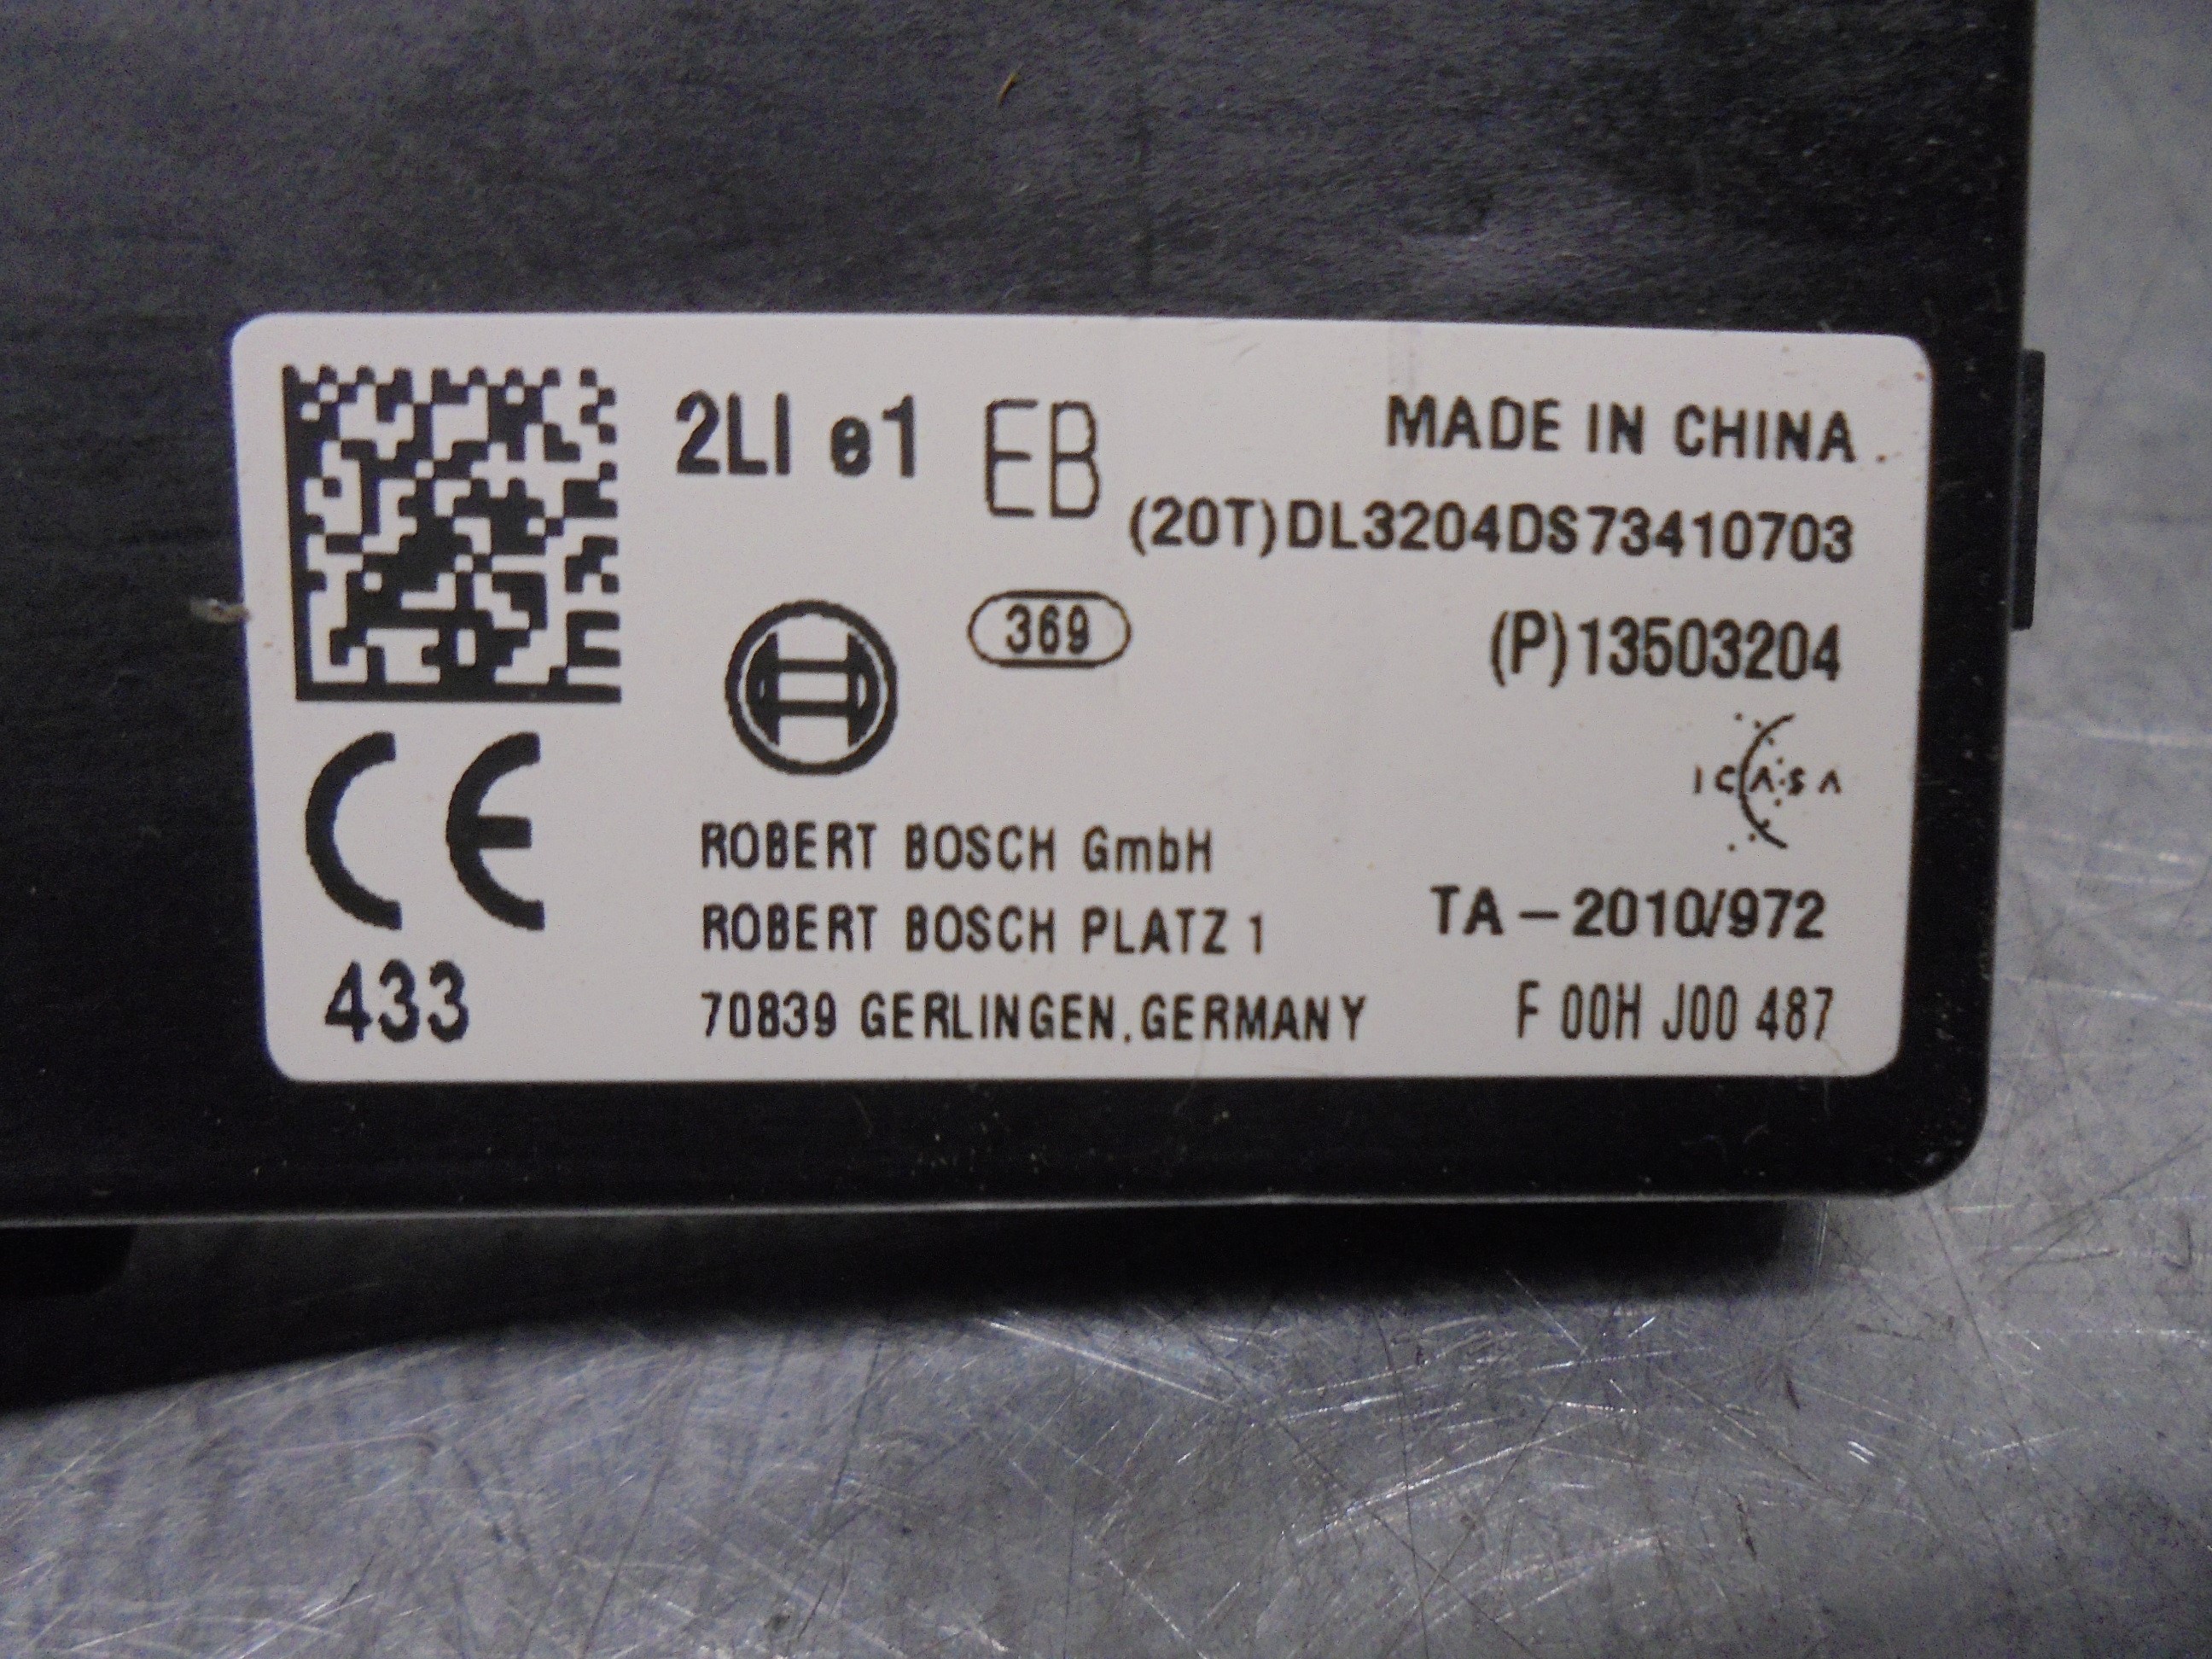 2LI e1 EB
MADE IN CHINA
(20T)DL3204DS73410703
369
(P)13503204
ICASA
CE
433
ROBERT BOSCH GmbH
ROBERT BOSCH PLATZ 1
70839 GERLINGEN,GERMANY
TA-2010/972
F 00H J00 487